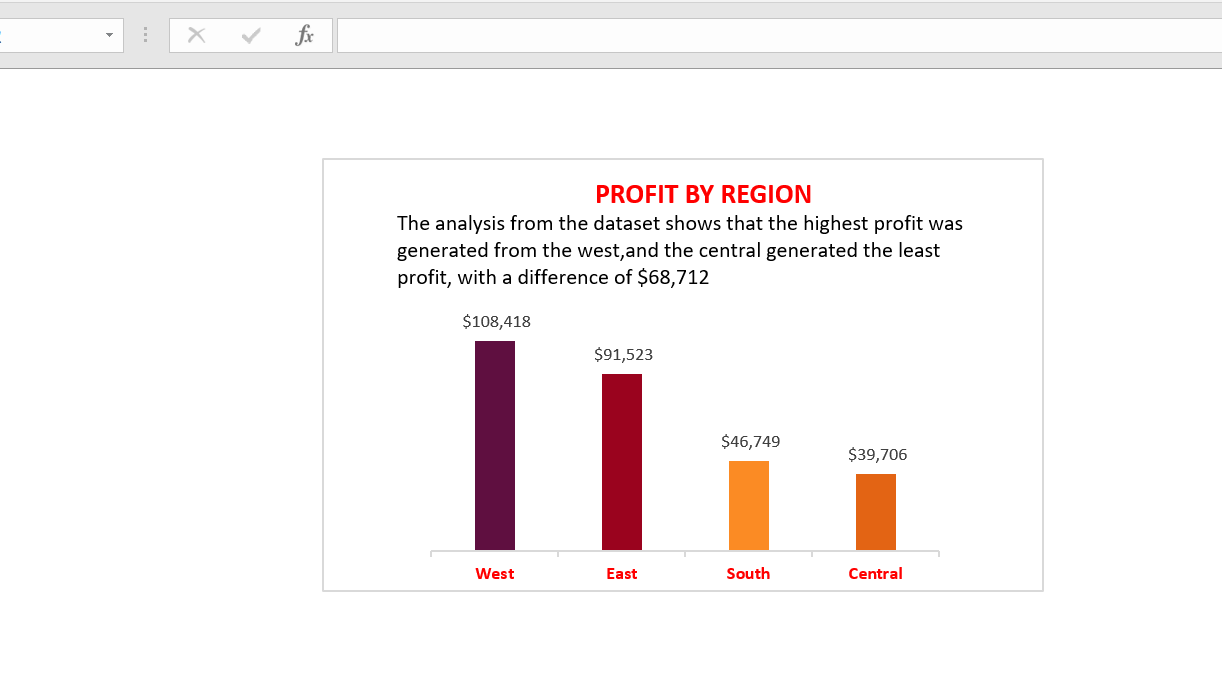 fx
PROFIT BY REGION
The analysis from the dataset shows that the highest profit was
generated from the west,and the central generated the least
profit, with a difference of $68,712
$108,418
$91,523
$46,749
$39,706
West
East
South
Central